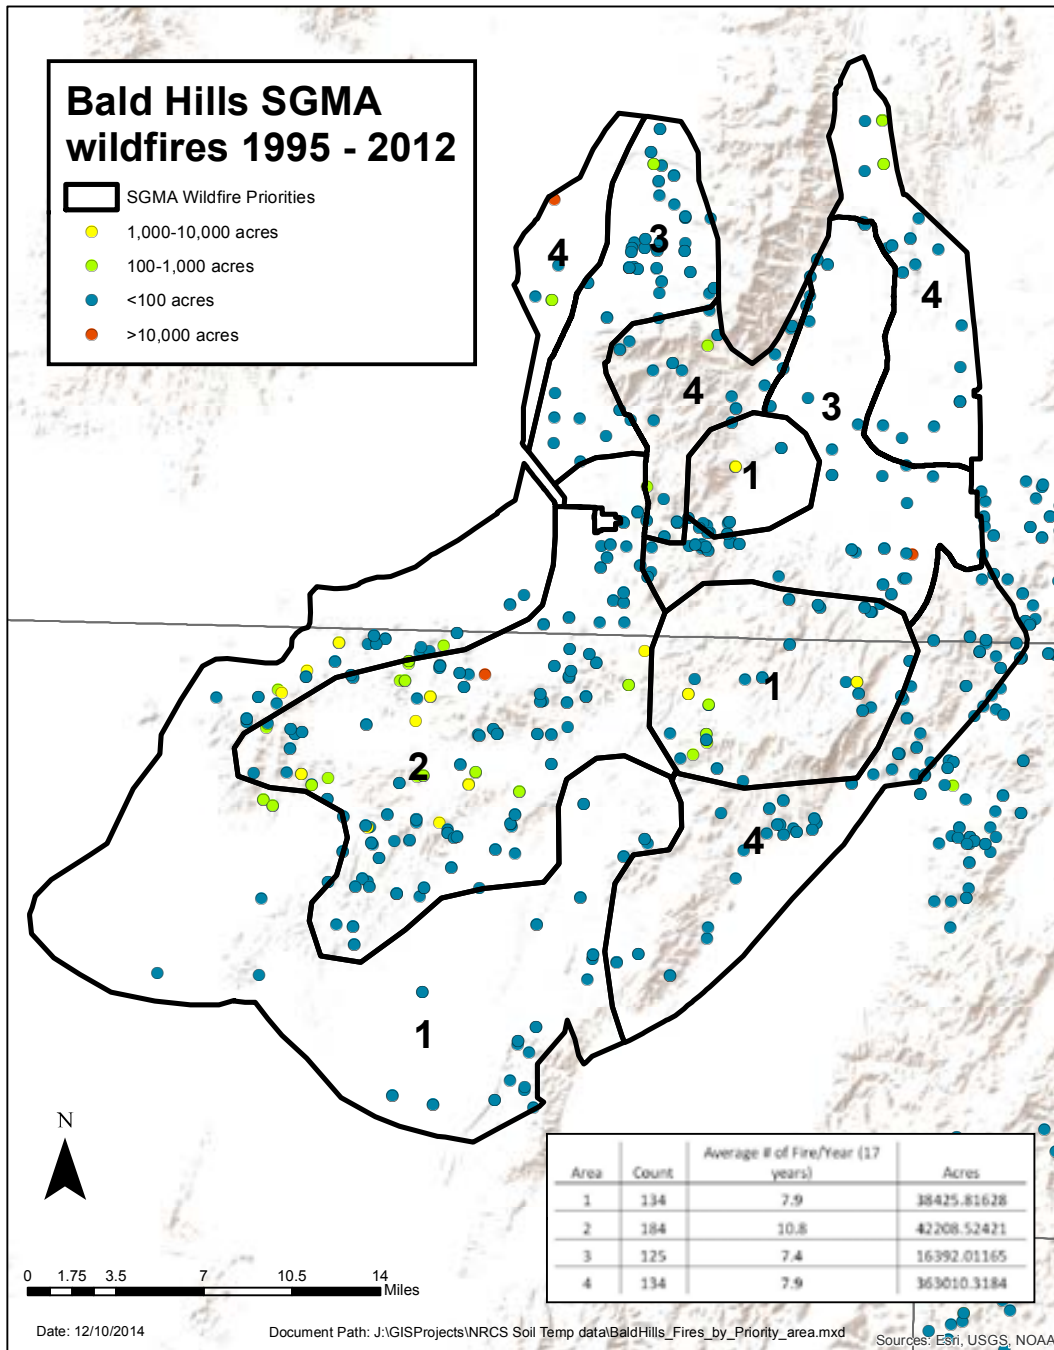 Bald Hills SGMA
wildfires 1995 - 2012
SGMA Wildfire Priorities
1,000-10,000 acres
100-1,000 acres
<100 acres
>10,000 acres
3
4
4
4
3
1
1
2
4
1
N
0 1.75 3.5 7 10.5 14
Miles
Area Count Average # of Fire/Year (17 years) Acres
1 134 7.9 38425.81628
2 184 10.8 42208.52421
3 125 7.4 16392.01165
4 134 7.9 363010.3184
Date: 12/10/2014
Document Path: J:\GISProjects\NRCS Soil Temp data\BaldHills_Fires_by_Priority_area.mxd
Sources: Esri, USGS, NOAA